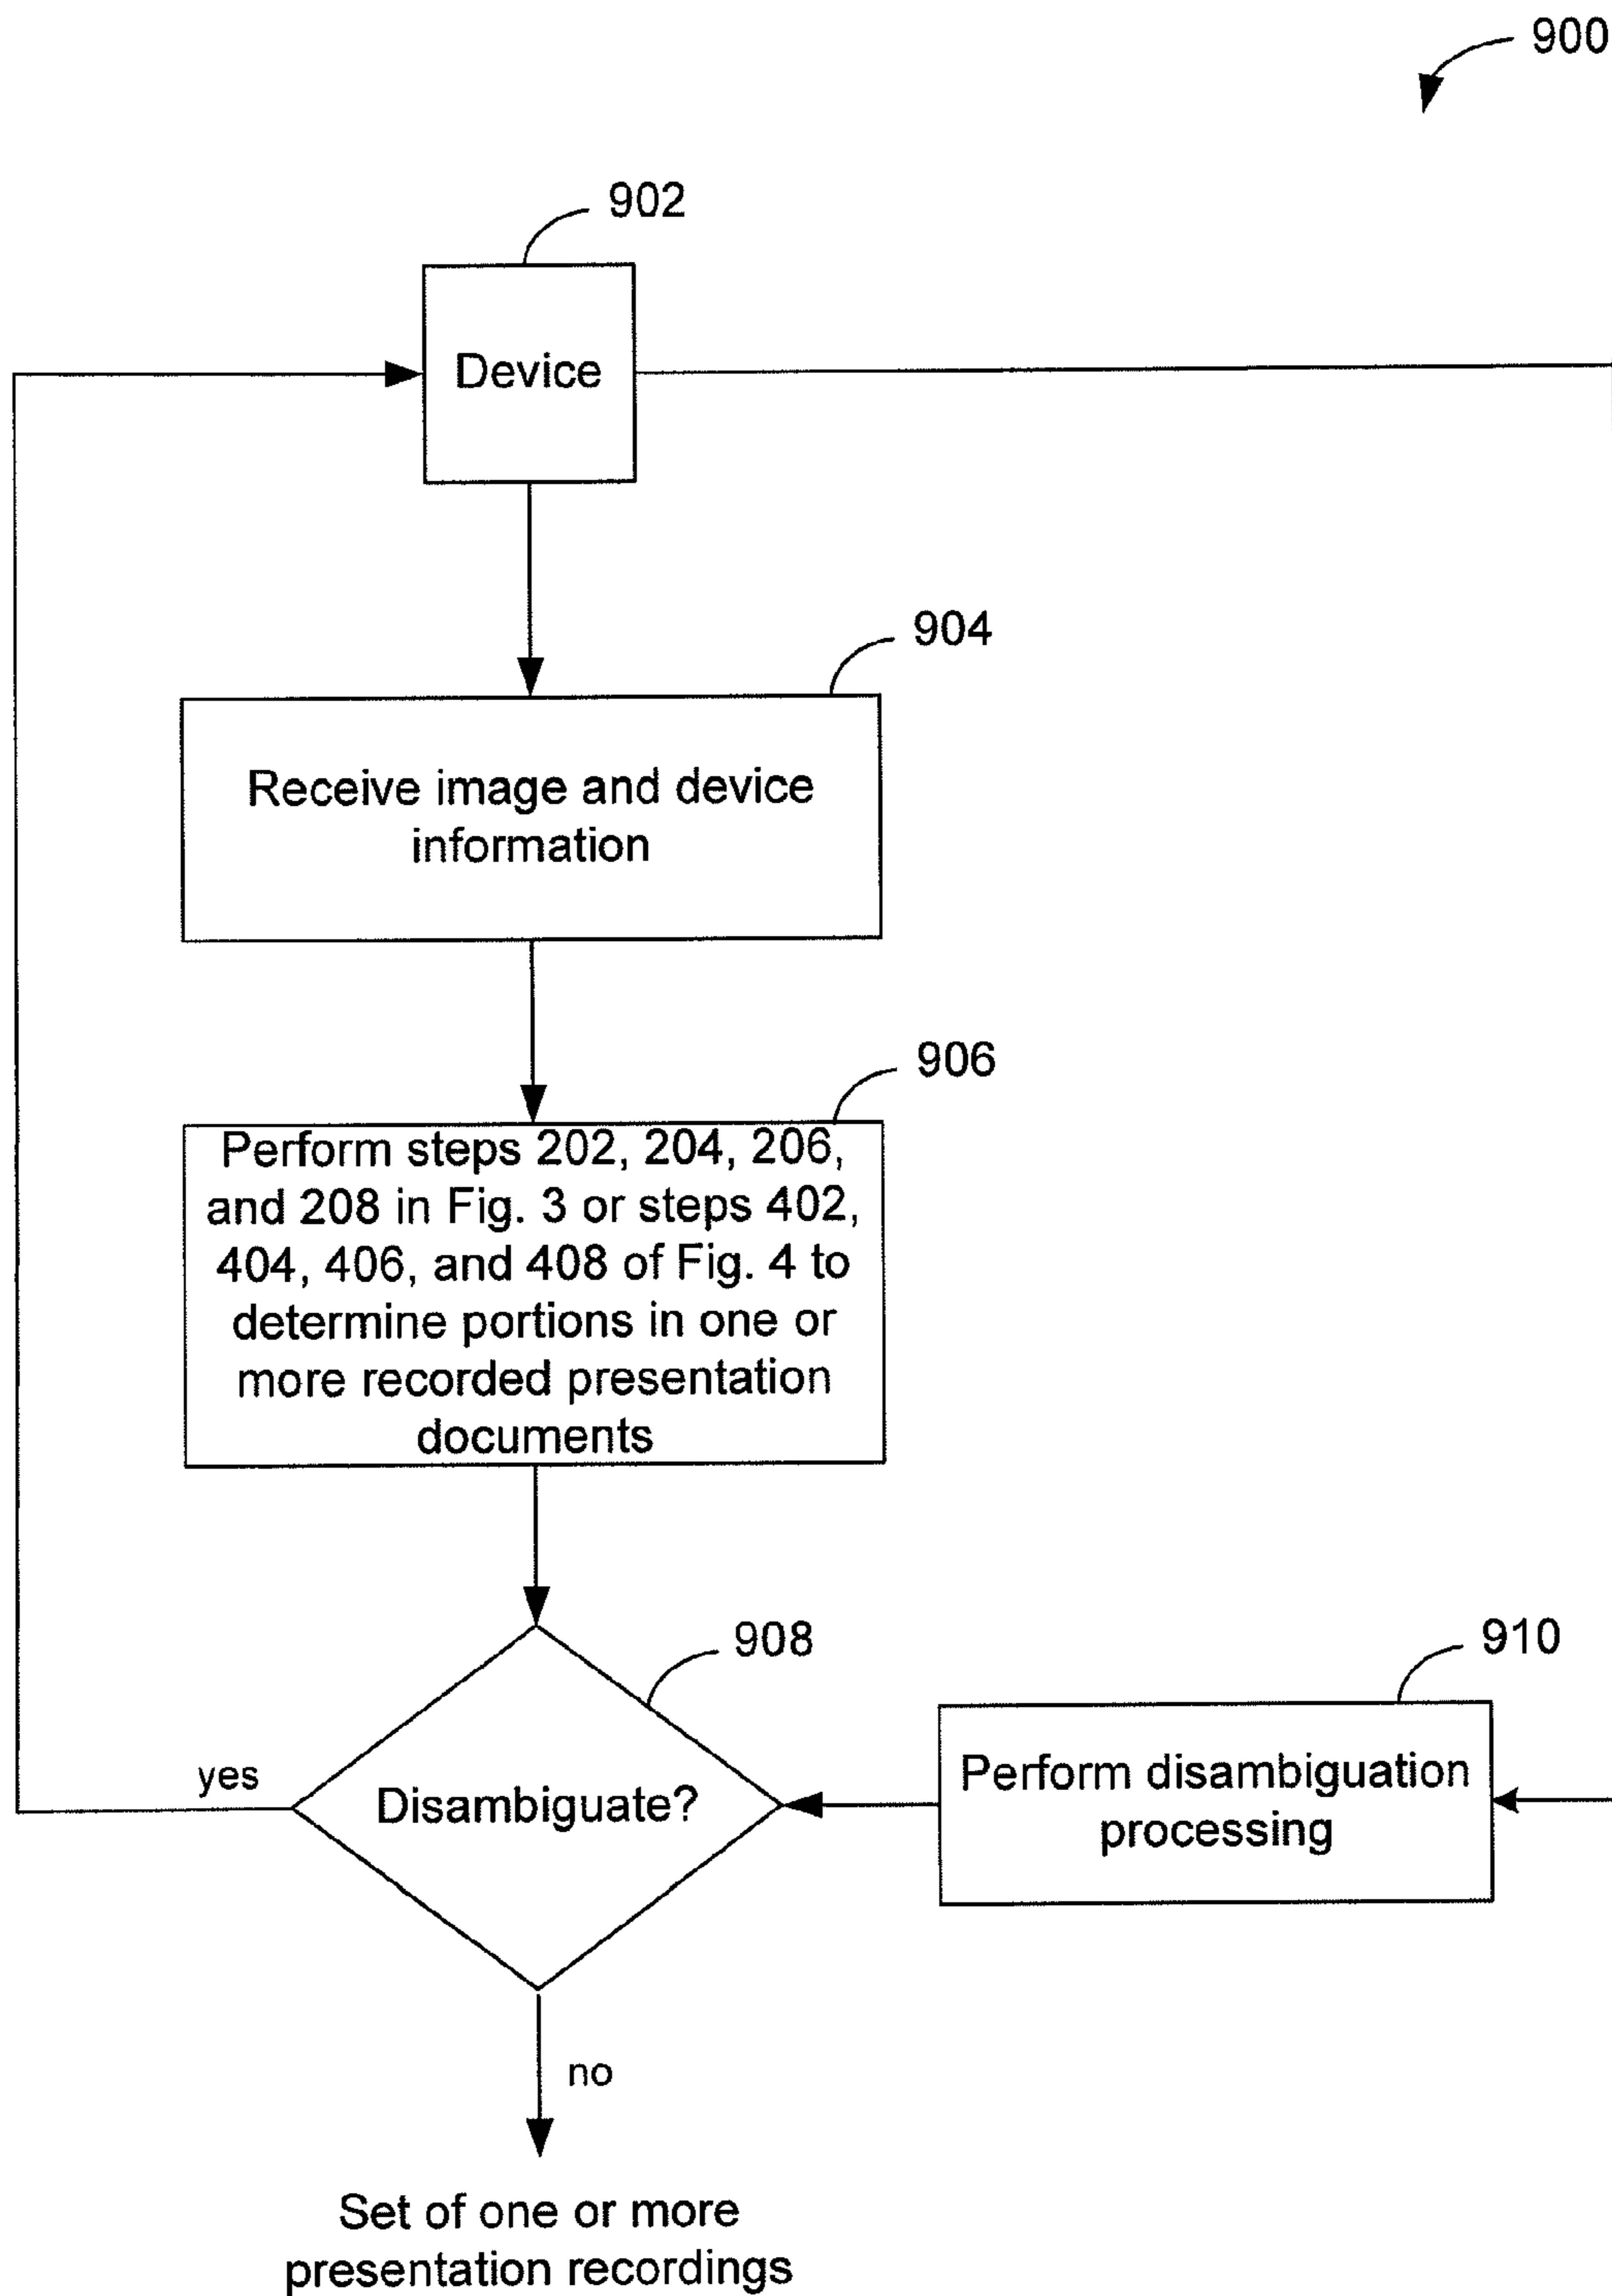 900
902
Device
904
Receive image and device
information
906
Perform steps 202, 204, 206,
and 208 in Fig. 3 or steps 402,
404, 406, and 408 of Fig. 4 to
determine portions in one or
more recorded presentation
documents
908
910
yes
Disambiguate?
Perform disambiguation
processing
no
Set of one or more
presentation recordings